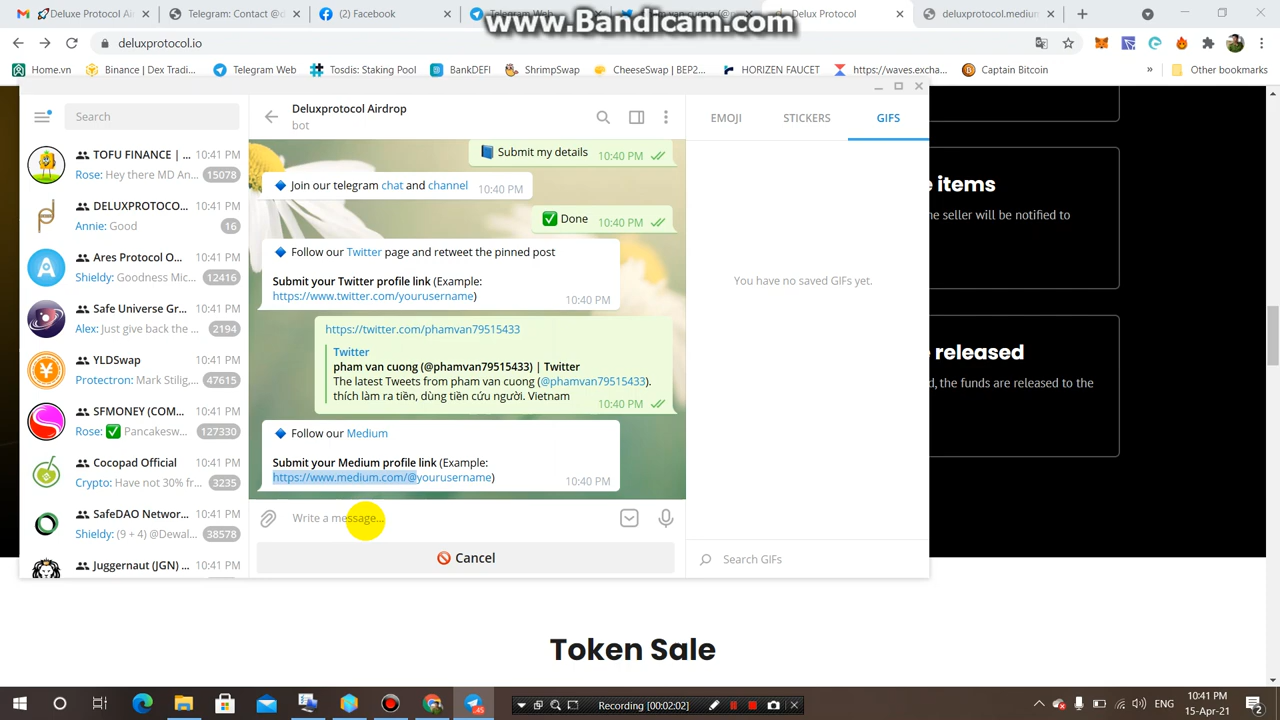 Delux Airdrop Fi
Telegram: Contact @d
(2) Facebook
Telegram Web
van cuong (@
Delux Protocol
deluxprotocol.medium
www.Bandicam.com
deluxprotocol.io
Home.vn
Binance | Dex Tradi...
Telegram Web
Tosdis: Staking Pool
BankDEFI
ShrimpSwap
CheeseSwap | BEP2...
HORIZEN FAUCET
https://waves.excha...
Captain Bitcoin
»
Other bookmarks
Search
TOFU FINANCE | ... 10:41 PM
Rose: Hey there MD An... 15078
DELUXPROTOCO... 10:41 PM
Annie: Good 16
Ares Protocol O... 10:41 PM
Shieldy: Goodness Mic... 12416
Safe Universe Gr... 10:41 PM
Alex: Just give back the ... 2194
YLDSwap 10:41 PM
Protectron: Mark Stilig,... 47615
SFMONEY (COM... 10:41 PM
Rose: ✅ Pancakesw... 127330
Cocopad Official 10:41 PM
Crypto: Have not 30% fr... 3235
SafeDAO Networ... 10:41 PM
Shieldy: (9 + 4) @Dewal... 38578
Juggernaut (JGN) ... 10:41 PM
Deluxprotocol Airdrop
bot
📘 Submit my details 10:40 PM
🔹 Join our telegram chat and channel 10:40 PM
✅ Done 10:40 PM
🔹 Follow our Twitter page and retweet the pinned post
Submit your Twitter profile link (Example:
https://www.twitter.com/yourusername) 10:40 PM
https://twitter.com/phamvan79515433
Twitter
pham van cuong (@phamvan79515433) | Twitter
The latest Tweets from pham van cuong (@phamvan79515433).
thích làm ra tiền, dùng tiền cứu người. Vietnam
10:40 PM
🔹 Follow our Medium
Submit your Medium profile link (Example:
https://www.medium.com/@yourusername) 10:40 PM
Write a message...
🚫 Cancel
EMOJI
STICKERS
GIFS
You have no saved GIFs yet.
Search GIFs
e items
he seller will be notified to
e released
d, the funds are released to the
Token Sale
45
Recording [00:02:02]
ENG
10:41 PM
15-Apr-21
2